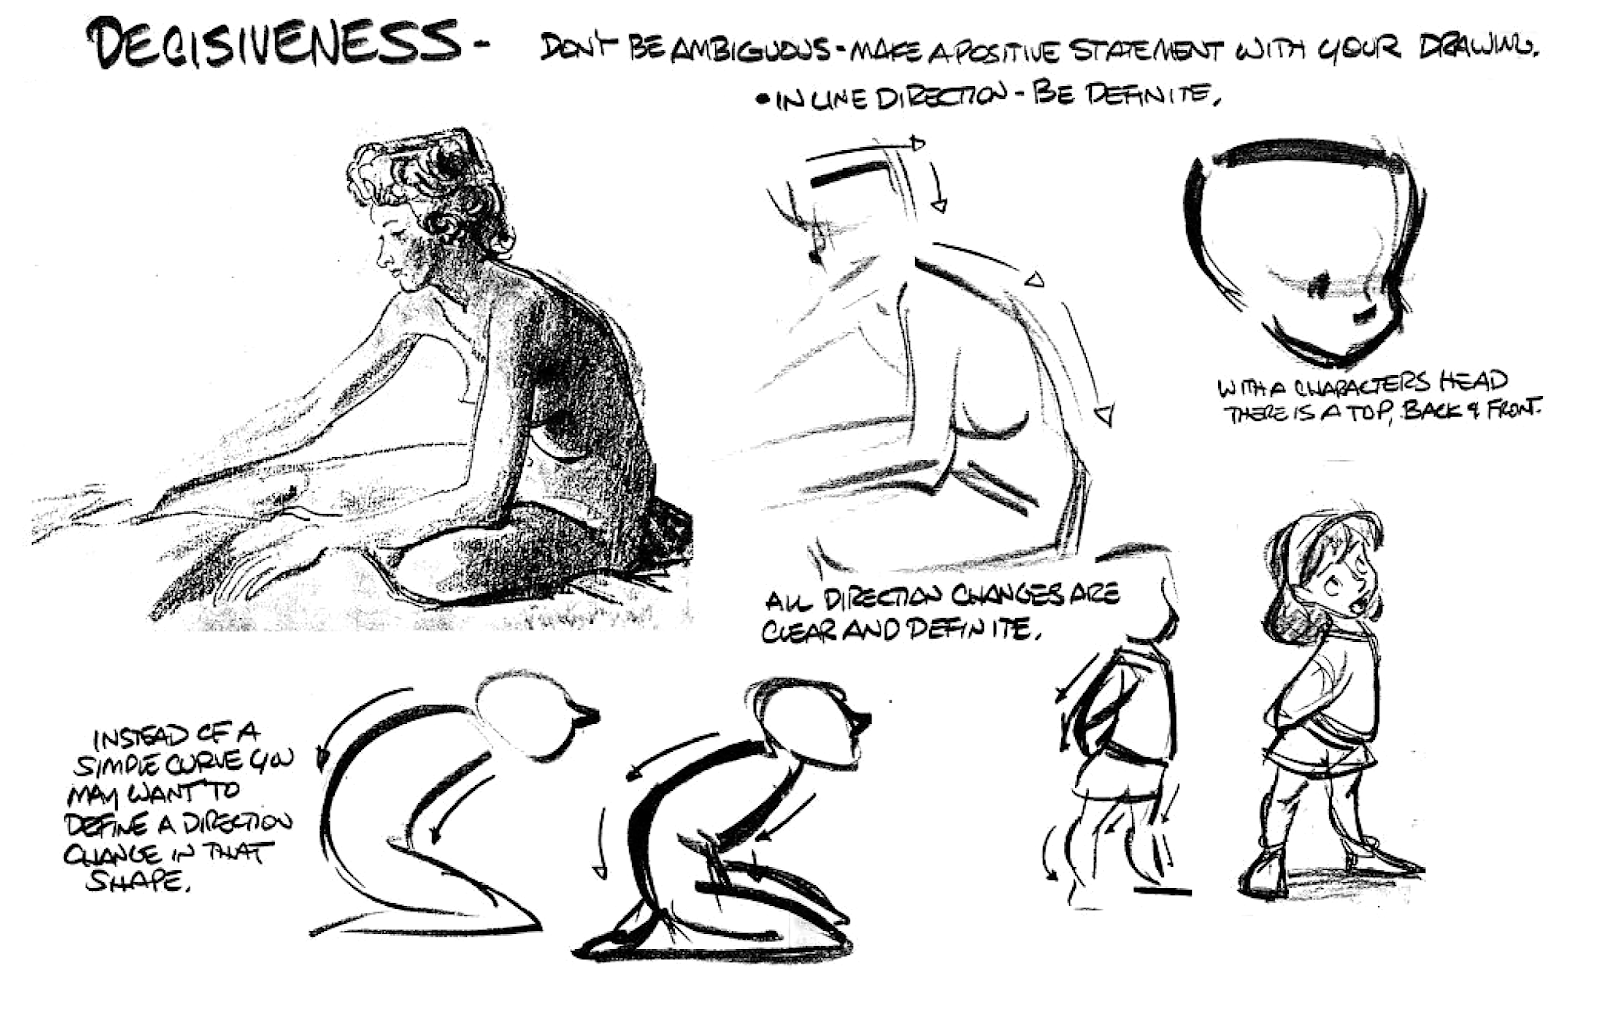 DECISIVENESS - DON'T BE AMBIGUOUS - MAKE A POSITIVE STATEMENT WITH YOUR DRAWING.
• IN LINE DIRECTION - BE DEFINITE.
WITH A CHARACTERS HEAD
THERE IS A TOP, BACK & FRONT.
ALL DIRECTION CHANGES ARE
CLEAR AND DEFINITE.
INSTEAD OF A
SIMPLE CURVE YOU
MAY WANT TO
DEFINE A DIRECTION
CHANGE IN THAT
SHAPE.